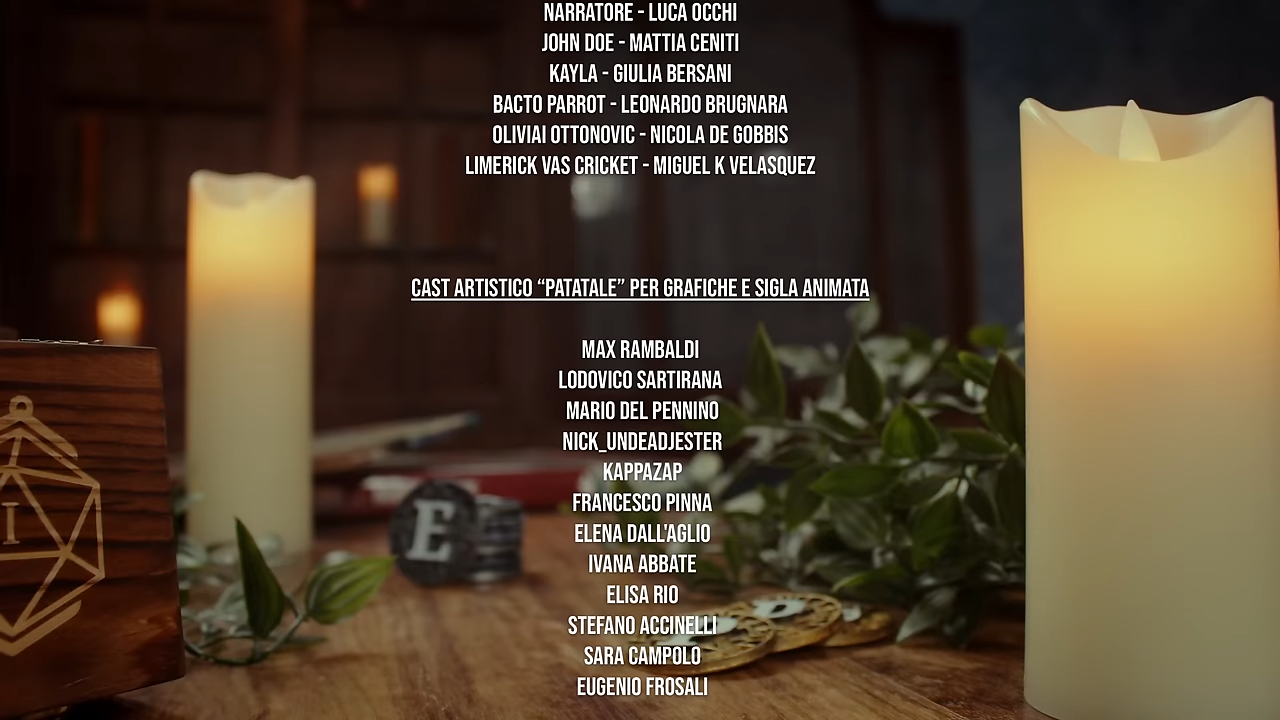 NARRATORE - LUCA OCCHI
JOHN DOE - MATTIA CENITI
KAYLA - GIULIA BERSANI
BACTO PARROT - LEONARDO BRUGNARA
OLIVIAI OTTONOVIC - NICOLA DE GOBBIS
LIMERICK VAS CRICKET - MIGUEL K VELASQUEZ
CAST ARTISTICO “PATATALE” PER GRAFICHE E SIGLA ANIMATA
MAX RAMBALDI
LODOVICO SARTIRANA
MARIO DEL PENNINO
NICK_UNDEADJESTER
KAPPAZAP
FRANCESCO PINNA
ELENA DALL'AGLIO
IVANA ABBATE
ELISA RIO
STEFANO ACCINELLI
SARA CAMPOLO
EUGENIO FROSALI
I
E